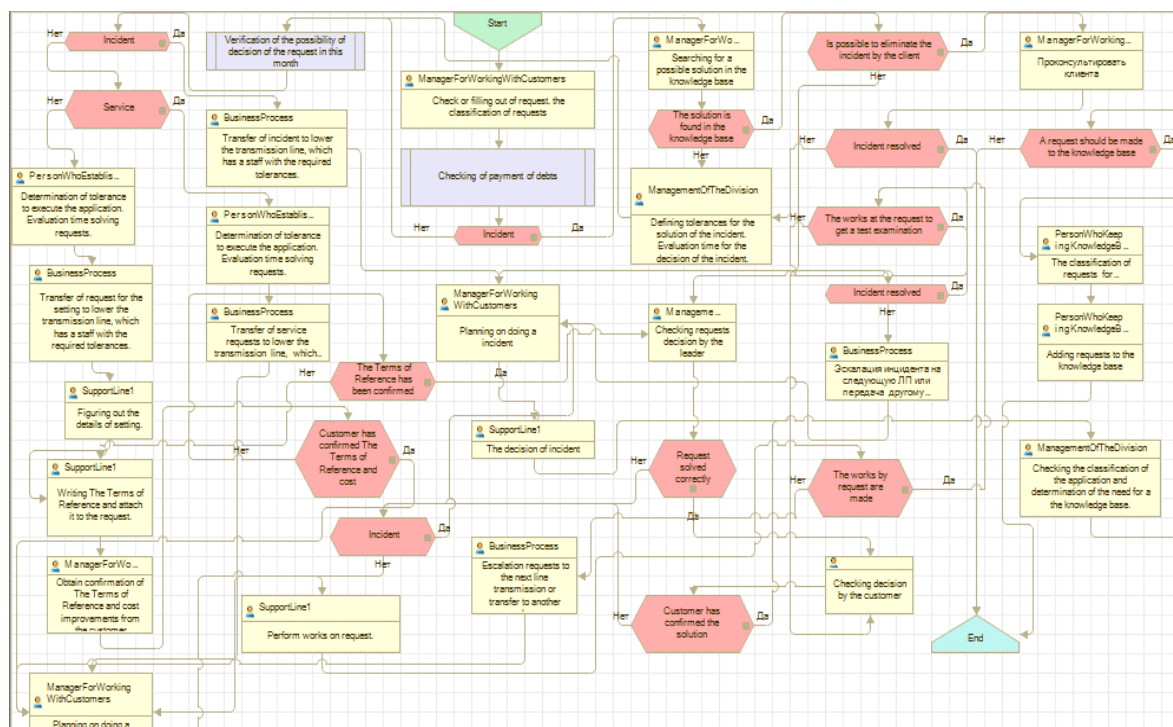 Start
Нет
Incident
Да
Verification of the possibility of
decision of the request in this
month
ManagerForWorkingWithCustomers
Check or filling out of request. the
classification of requests
Checking of payment of debts
Нет
Incident
Да
ManagerForWo...
Searching for a
possible solution in the
knowledge base
The solution is
found in the
knowledge base
Да
Нет
ManagementOfTheDivision
Defining tolerances for the
solution of the incident.
Evaluation time for the
decision of the incident.
Is possible to eliminate the
incident by the client
Да
Нет
ManagerForWorking...
Проконсультировать
клиента
Нет
Incident resolved
Да
Нет
A request should be made
to the knowledge base
Да
Нет
The works at the request to
get a test examination
Да
PersonWhoKeep
ingKnowledgeB...
The classification of
requests for...
PersonWhoKeep
ingKnowledgeB...
Adding requests to the
knowledge base
Incident resolved
Да
Нет
BusinessProcess
Эскалация инцидента на
следующую ЛП или
передача другому...
Нет
Service
Да
BusinessProcess
Transfer of incident to lower
the transmission line, which
has a staff with the required
tolerances.
PersonWhoEstablis...
Determination of tolerance
to execute the application.
Evaluation time solving
requests.
PersonWhoEstablis...
Determination of tolerance
to execute the application.
Evaluation time solving
requests.
BusinessProcess
Transfer of request for the
setting to lower the
transmission line, which
has a staff with the
required tolerances.
BusinessProcess
Transfer of service
requests to lower the
transmission line, which...
ManagerForWorking
WithCustomers
Planning on doing a
incident
Manageme...
Checking requests
decision by the
leader
Нет
The Terms of
Reference has
been confirmed
Да
SupportLine1
Figuring out the
details of setting.
Нет
Customer has
confirmed The
Terms of
Reference and
cost
Да
SupportLine1
The decision of incident
Нет
Request
solved
correctly
Да
Нет
The works by
request are
made
Да
ManagementOfTheDivision
Checking the classification of
the application and
determination of the need for a
the knowledge base.
SupportLine1
Writing The Terms of
Reference and attach
it to the request.
Incident
Да
Нет
BusinessProcess
Escalation requests to
the next line
transmission or
transfer to another
ManagerForWo...
Obtain confirmation of
The Terms of
Reference and cost
improvements from
the customer
SupportLine1
Perform works on request.
Checking decision
by the customer
Нет
Customer has
confirmed the
solution
Да
End
ManagerForWorking
WithCustomers
Planning on doing a